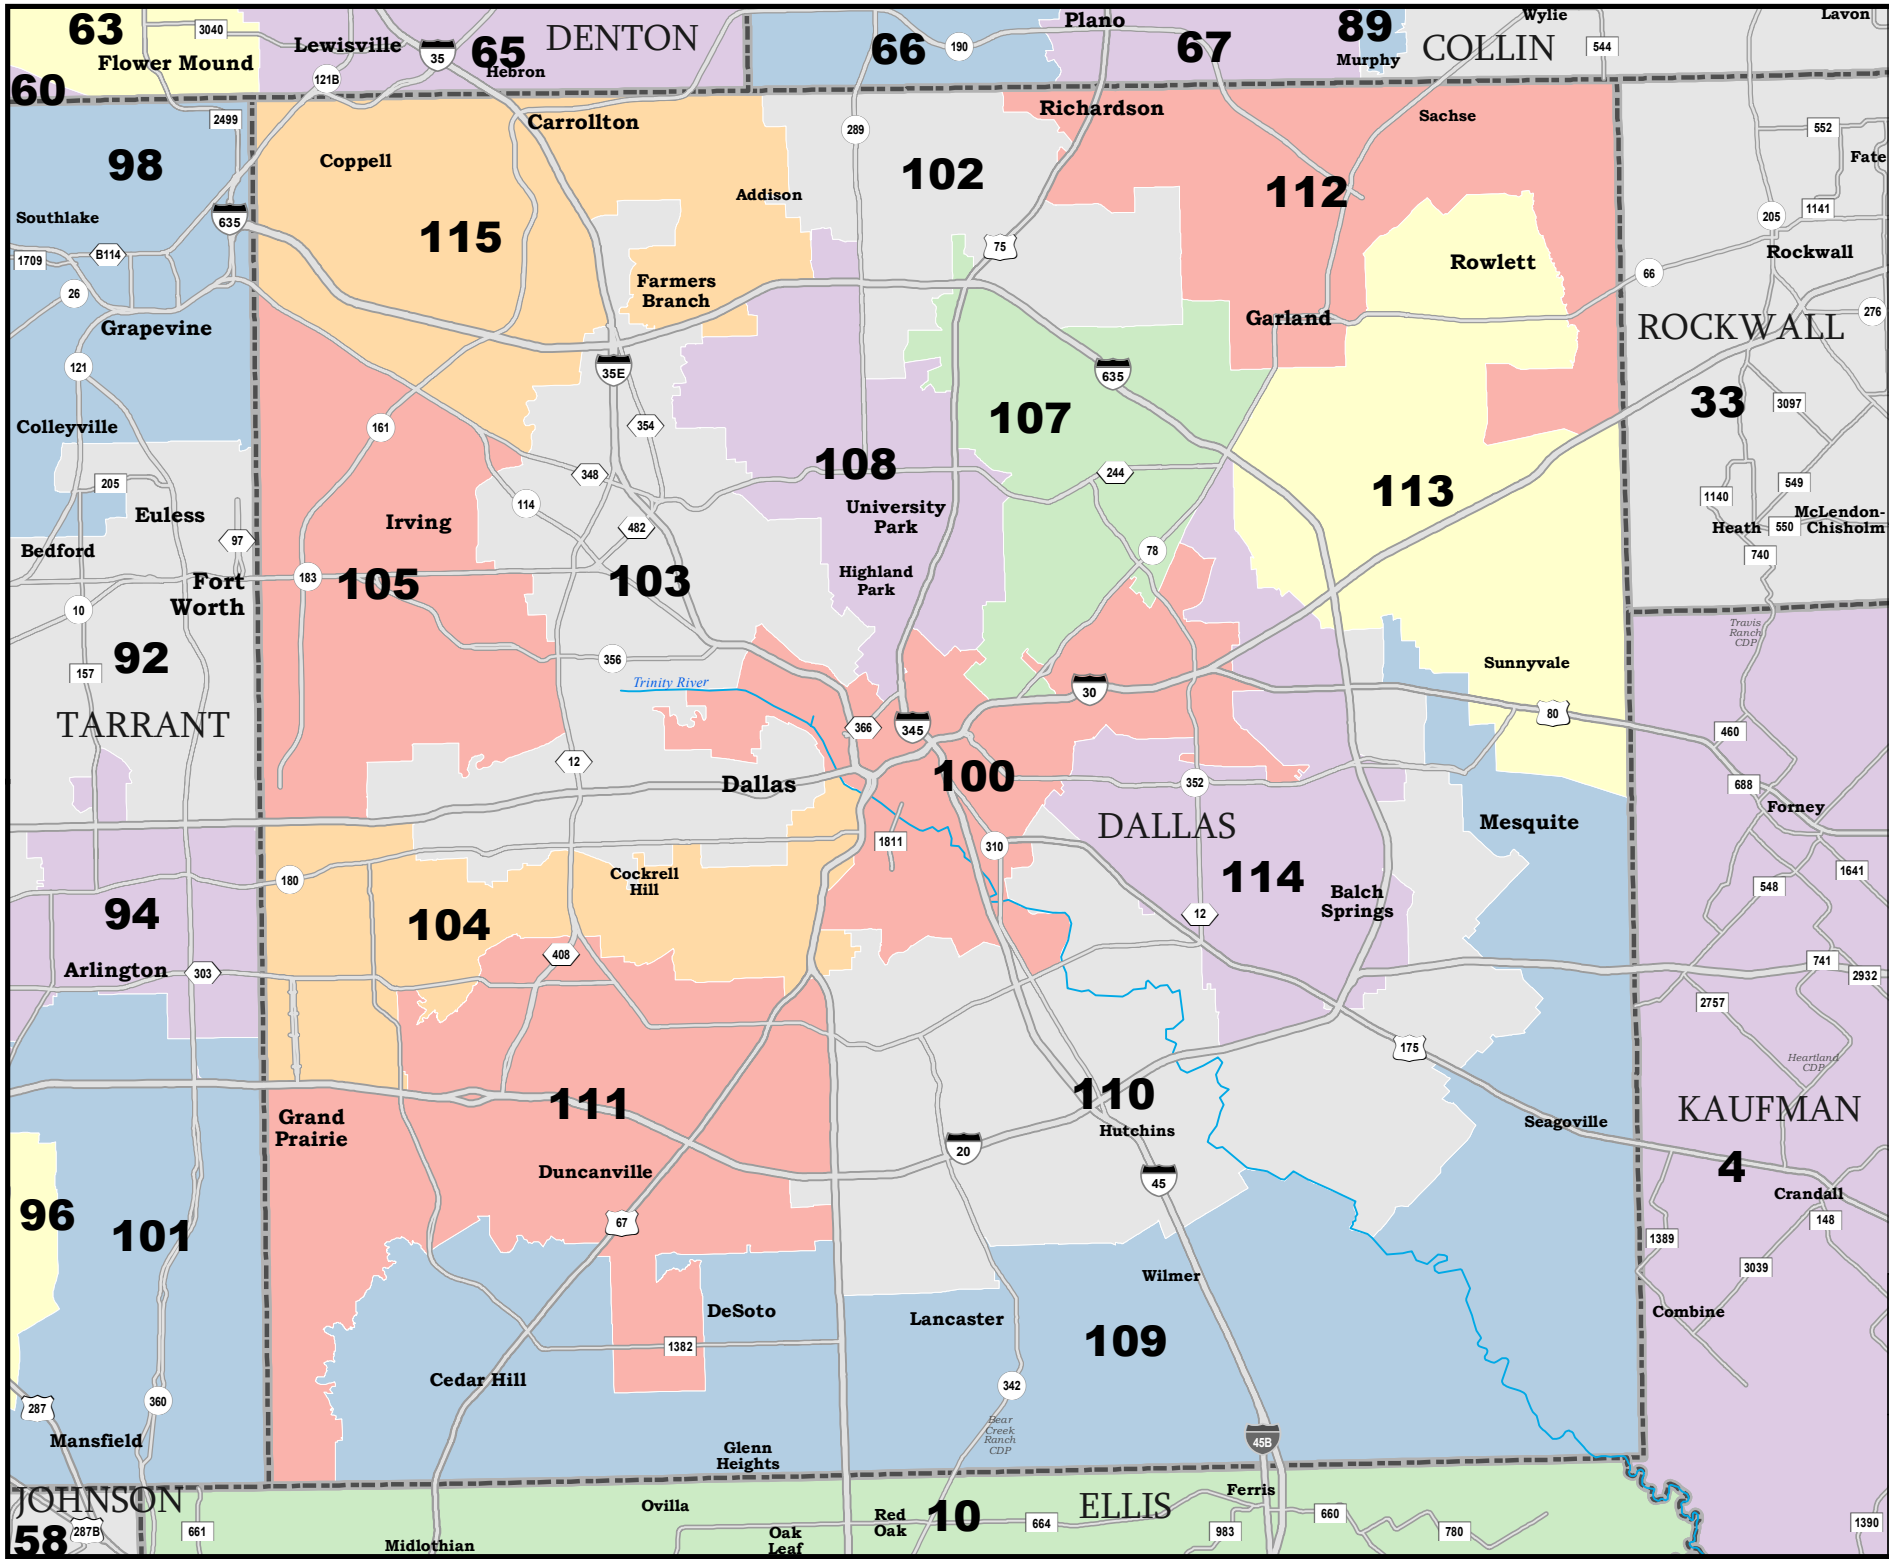 63
3040
Lewisville
35
65
DENTON
Hebron
Flower Mound
60
121B
66
190
Plano
67
89
Murphy
COLLIN
Wylie
544
Lavon
2499
98
Southlake
635
1709
B114
26
Grapevine
121
Colleyville
205
Euless
Bedford
97
Fort
Worth
183
10
92
157
TARRANT
Carrollton
Coppell
115
Addison
289
102
Richardson
Sachse
112
75
Farmers
Branch
Rowlett
Garland
552
Fate
1141
205
Rockwall
66
276
ROCKWALL
33
3097
549
1140
McLendon-
Chisholm
Heath
550
740
161
35E
354
348
114
Irving
482
105
103
108
University
Park
Highland
Park
107
635
244
78
113
356
Trinity River
366
345
30
Sunnyvale
80
Travis
Ranch
CDP
460
688
Forney
12
Dallas
100
352
DALLAS
1811
310
114
Balch
Springs
12
Mesquite
1641
548
180
Cockrell
Hill
104
408
94
Arlington
303
741
2932
2757
175
Heartland
CDP
KAUFMAN
4
Crandall
148
1389
3039
Combine
Grand
Prairie
111
Duncanville
67
110
Hutchins
20
45
Seagoville
96
101
360
287
Mansfield
DeSoto
1382
Cedar Hill
Lancaster
Wilmer
109
342
Bear
Creek
Ranch
CDP
45B
Glenn
Heights
JOHNSON
58
287B
661
Midlothian
Ovilla
Oak
Leaf
Red
Oak
10
664
ELLIS
Ferris
983
660
780
1390